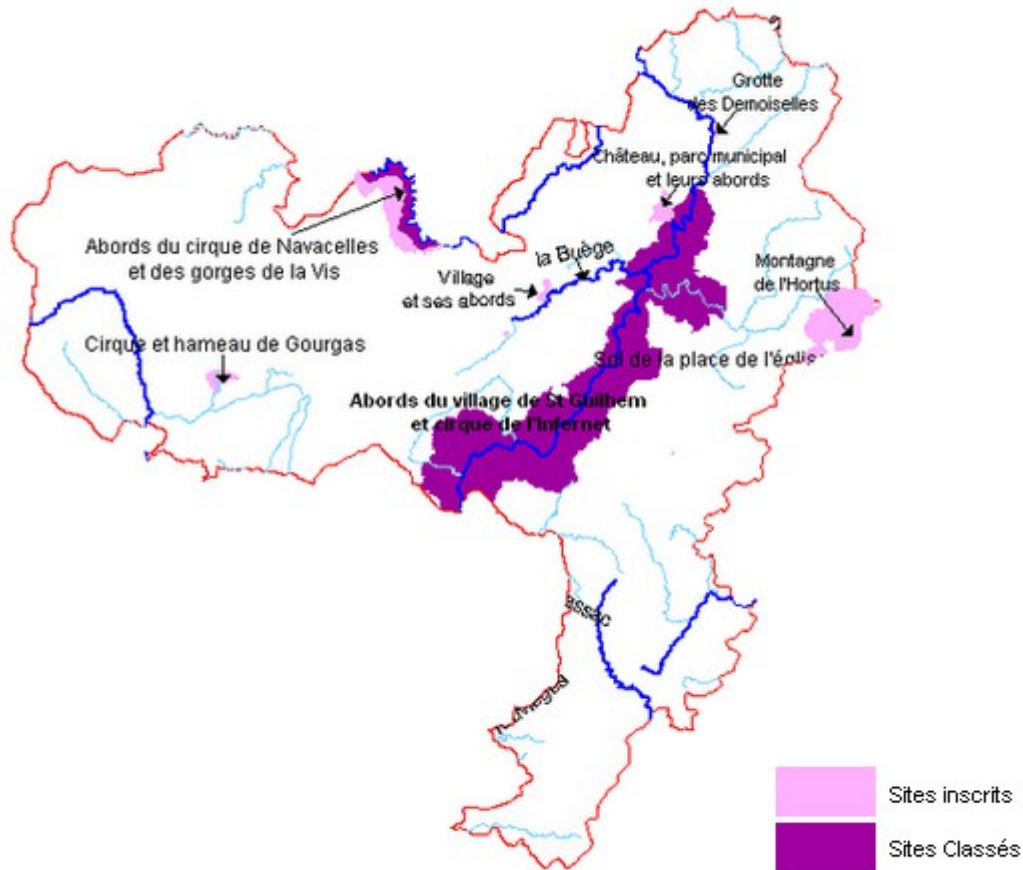 Grotte
des Demoiselles
Château, parc municipal
et leurs abords
Abords du cirque de Navacelles
et des gorges de la Vis
la Buège
Village
et ses abords
Montagne
de l'Hortus
Cirque et hameau de Gourgas
Sol de la place de l'églis
Abords du village de St Guilhem
et cirque de l'Infernet
assac
Sites inscrits
Sites Classés